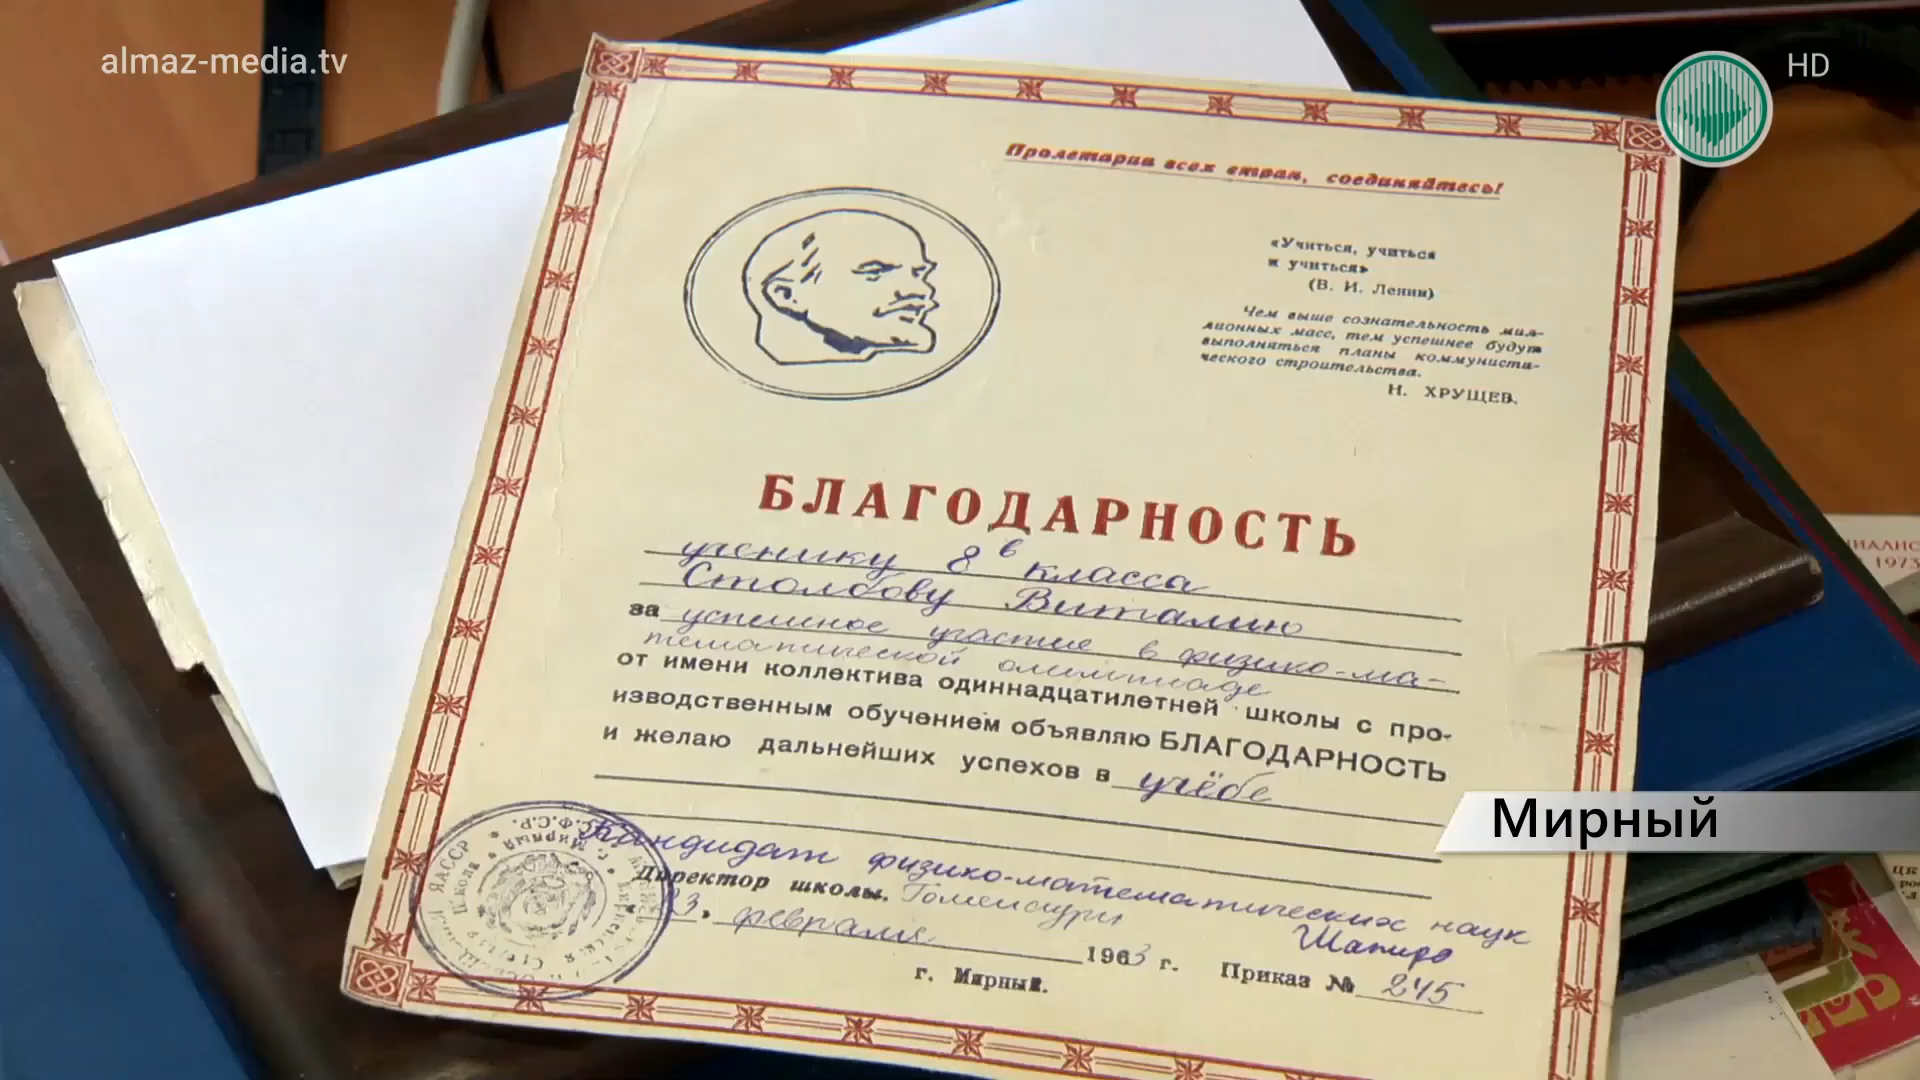 almaz-media.tv
HD
Пролетарии всех стран, соединяйтесь!
«Учиться, учиться
и учиться»
(В. И. Ленин)
Чем выше сознательность мил-
лионных масс, тем успешнее будут
выполняться планы коммунисти-
ческого строительства.
Н. ХРУЩЕВ.
БЛАГОДАРНОСТЬ
ученику 8 в класса
Столбову Виталию
за успешное участие в физико-ма-
тематической олимпиаде
от имени коллектива одиннадцатилетней школы с про-
изводственным обучением объявляю БЛАГОДАРНОСТЬ
и желаю дальнейших успехов в учёбе
Кандидат физико-математических наук
Директор школы. Шапиро
23. февраля 1963 г. Приказ № 245
г. Мирный.
Мирный
1973